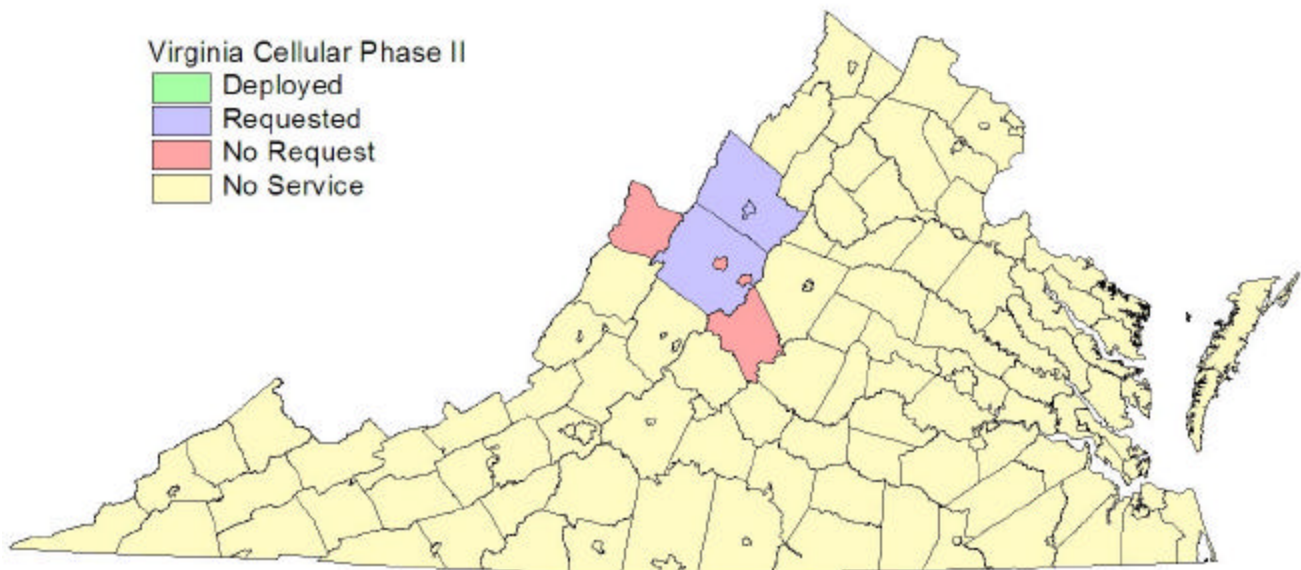 Virginia Cellular Phase II
Deployed
Requested
No Request
No Service